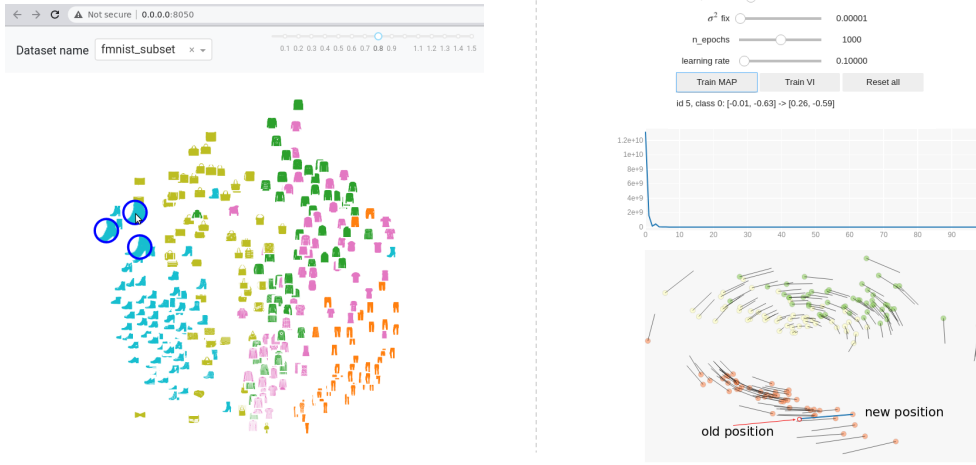 Not secure | 0.0.0.0:8050
Dataset name fmnist_subset × 
0.1 0.2 0.3 0.4 0.5 0.6 0.7 0.8 0.9 1.1 1.2 1.3 1.4 1.5
σ² fix 0.00001
n_epochs 1000
learning rate 0.10000
Train MAP Train VI Reset all
id 5, class 0: [-0.01, -0.63] -> [0.26, -0.59]
1.2e+10
1e+10
8e+9
6e+9
4e+9
2e+9
0
0 10 20 30 40 50 60 70 80 90
new position
old position